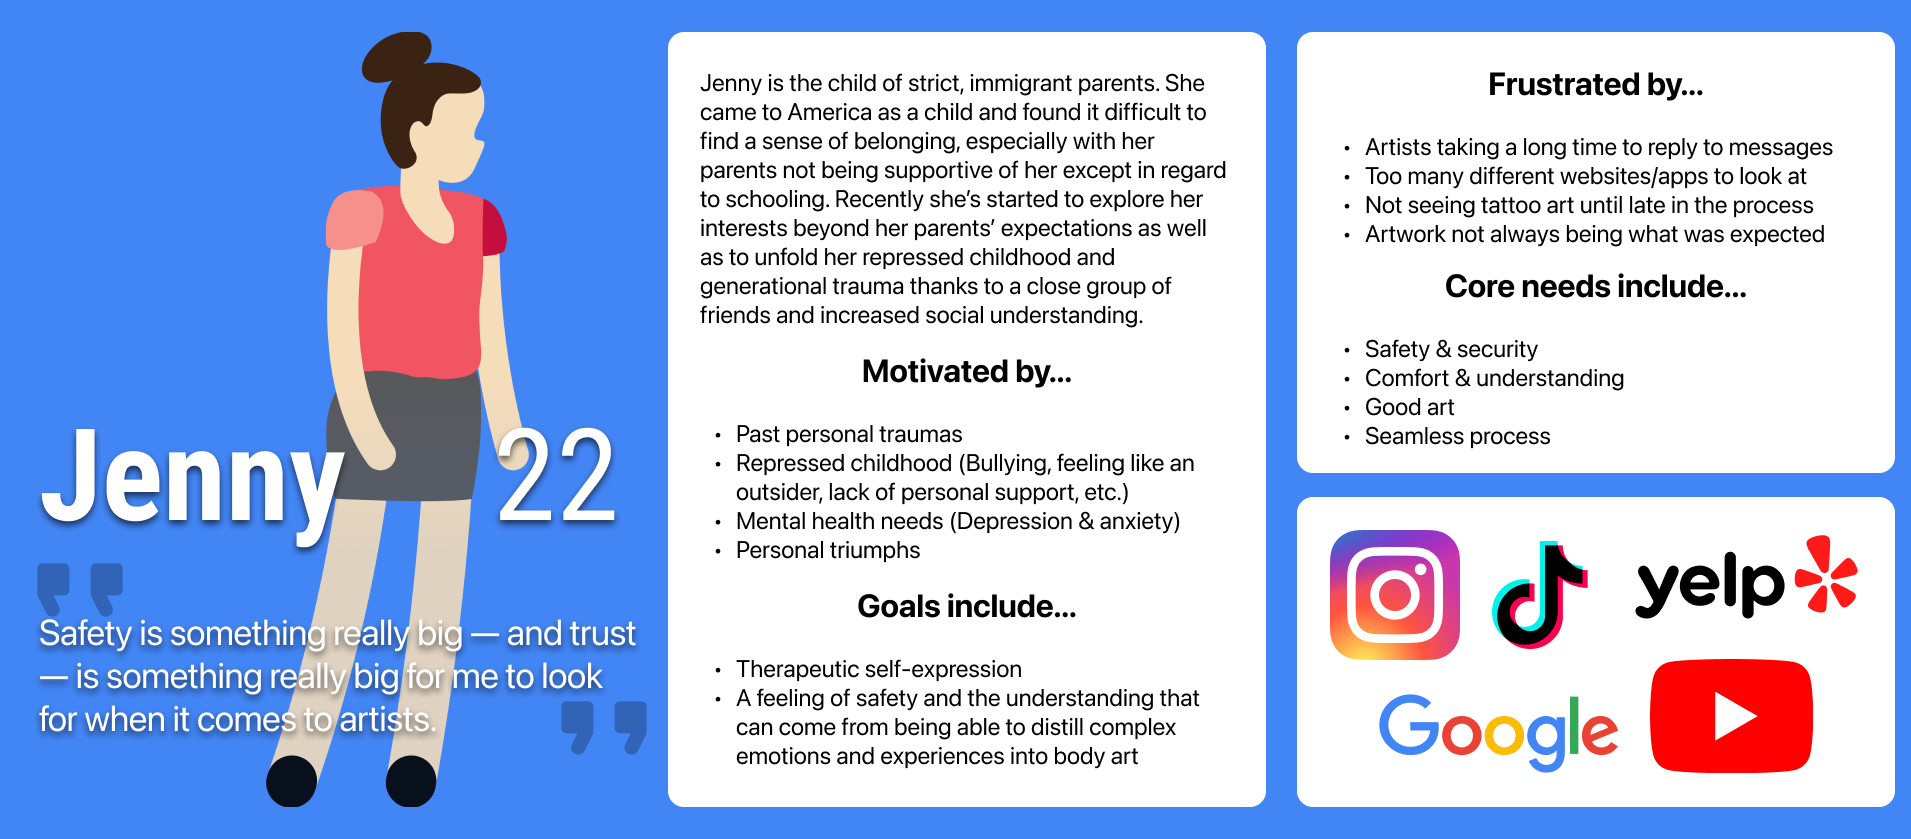 Jenny 22
Safety is something really big — and trust
— is something really big for me to look
for when it comes to artists.
Jenny is the child of strict, immigrant parents. She
came to America as a child and found it difficult to
find a sense of belonging, especially with her
parents not being supportive of her except in regard
to schooling. Recently she’s started to explore her
interests beyond her parents’ expectations as well
as to unfold her repressed childhood and
generational trauma thanks to a close group of
friends and increased social understanding.
Motivated by...
• Past personal traumas
• Repressed childhood (Bullying, feeling like an
outsider, lack of personal support, etc.)
• Mental health needs (Depression & anxiety)
• Personal triumphs
Goals include...
• Therapeutic self-expression
• A feeling of safety and the understanding that
can come from being able to distill complex
emotions and experiences into body art
Frustrated by...
• Artists taking a long time to reply to messages
• Too many different websites/apps to look at
• Not seeing tattoo art until late in the process
• Artwork not always being what was expected
Core needs include...
• Safety & security
• Comfort & understanding
• Good art
• Seamless process
yelp
Google